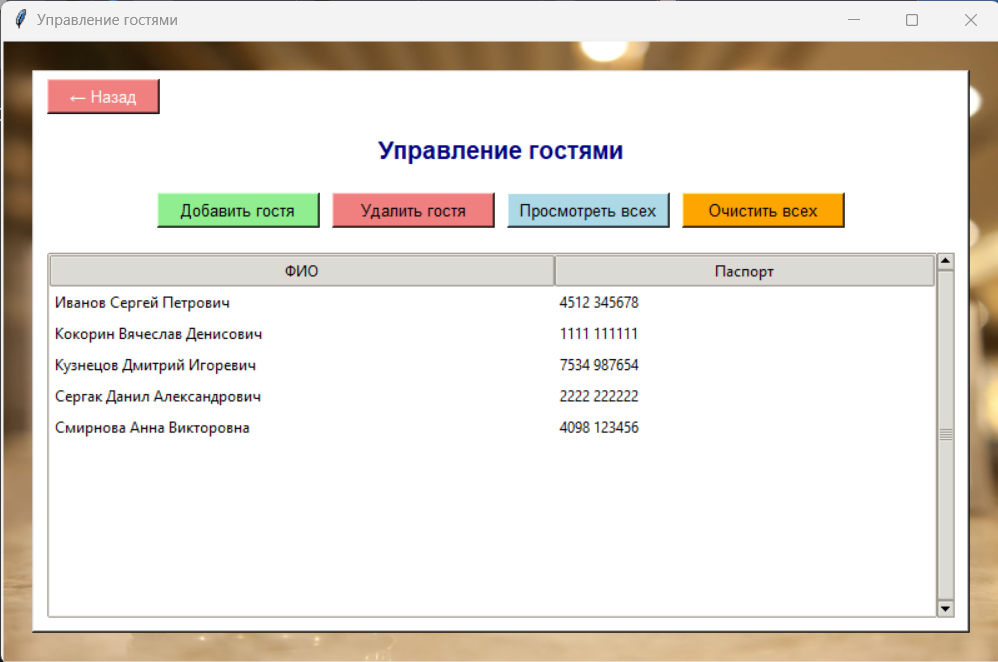 Управление гостями
← Назад
Управление гостями
Добавить гостя Удалить гостя Просмотреть всех Очистить всех
ФИО Паспорт
Иванов Сергей Петрович 4512 345678
Кокорин Вячеслав Денисович 1111 111111
Кузнецов Дмитрий Игоревич 7534 987654
Сергак Данил Александрович 2222 222222
Смирнова Анна Викторовна 4098 123456